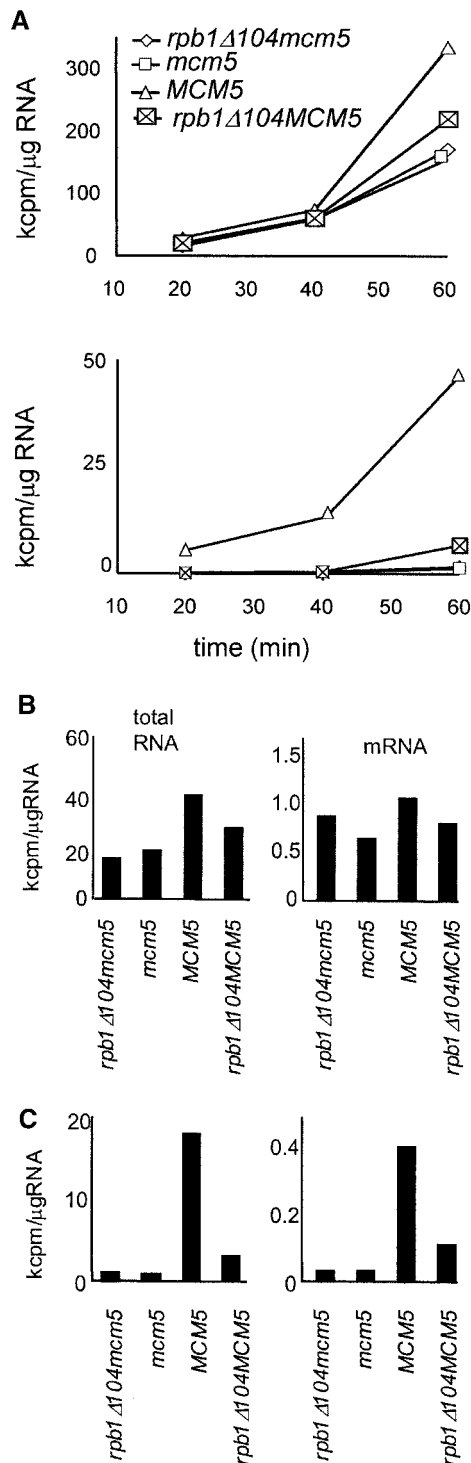 A
rpb1Δ104mcm5
mcm5
MCM5
rpb1Δ104MCM5
kcpm/µg RNA
300
200
100
0
10 20 30 40 50 60
kcpm/µg RNA
50
25
0
10 20 30 40 50 60
time (min)
B
total
RNA
mRNA
kcpm/µgRNA
60
40
20
0
1.5
1.0
0.5
0
rpb1Δ104mcm5
mcm5
MCM5
rpb1Δ104MCM5
rpb1Δ104mcm5
mcm5
MCM5
rpb1Δ104MCM5
C
kcpm/µgRNA
20
10
0
0.4
0.2
0
rpb1Δ104mcm5
mcm5
MCM5
rpb1Δ104MCM5
rpb1Δ104mcm5
mcm5
MCM5
rpb1Δ104MCM5